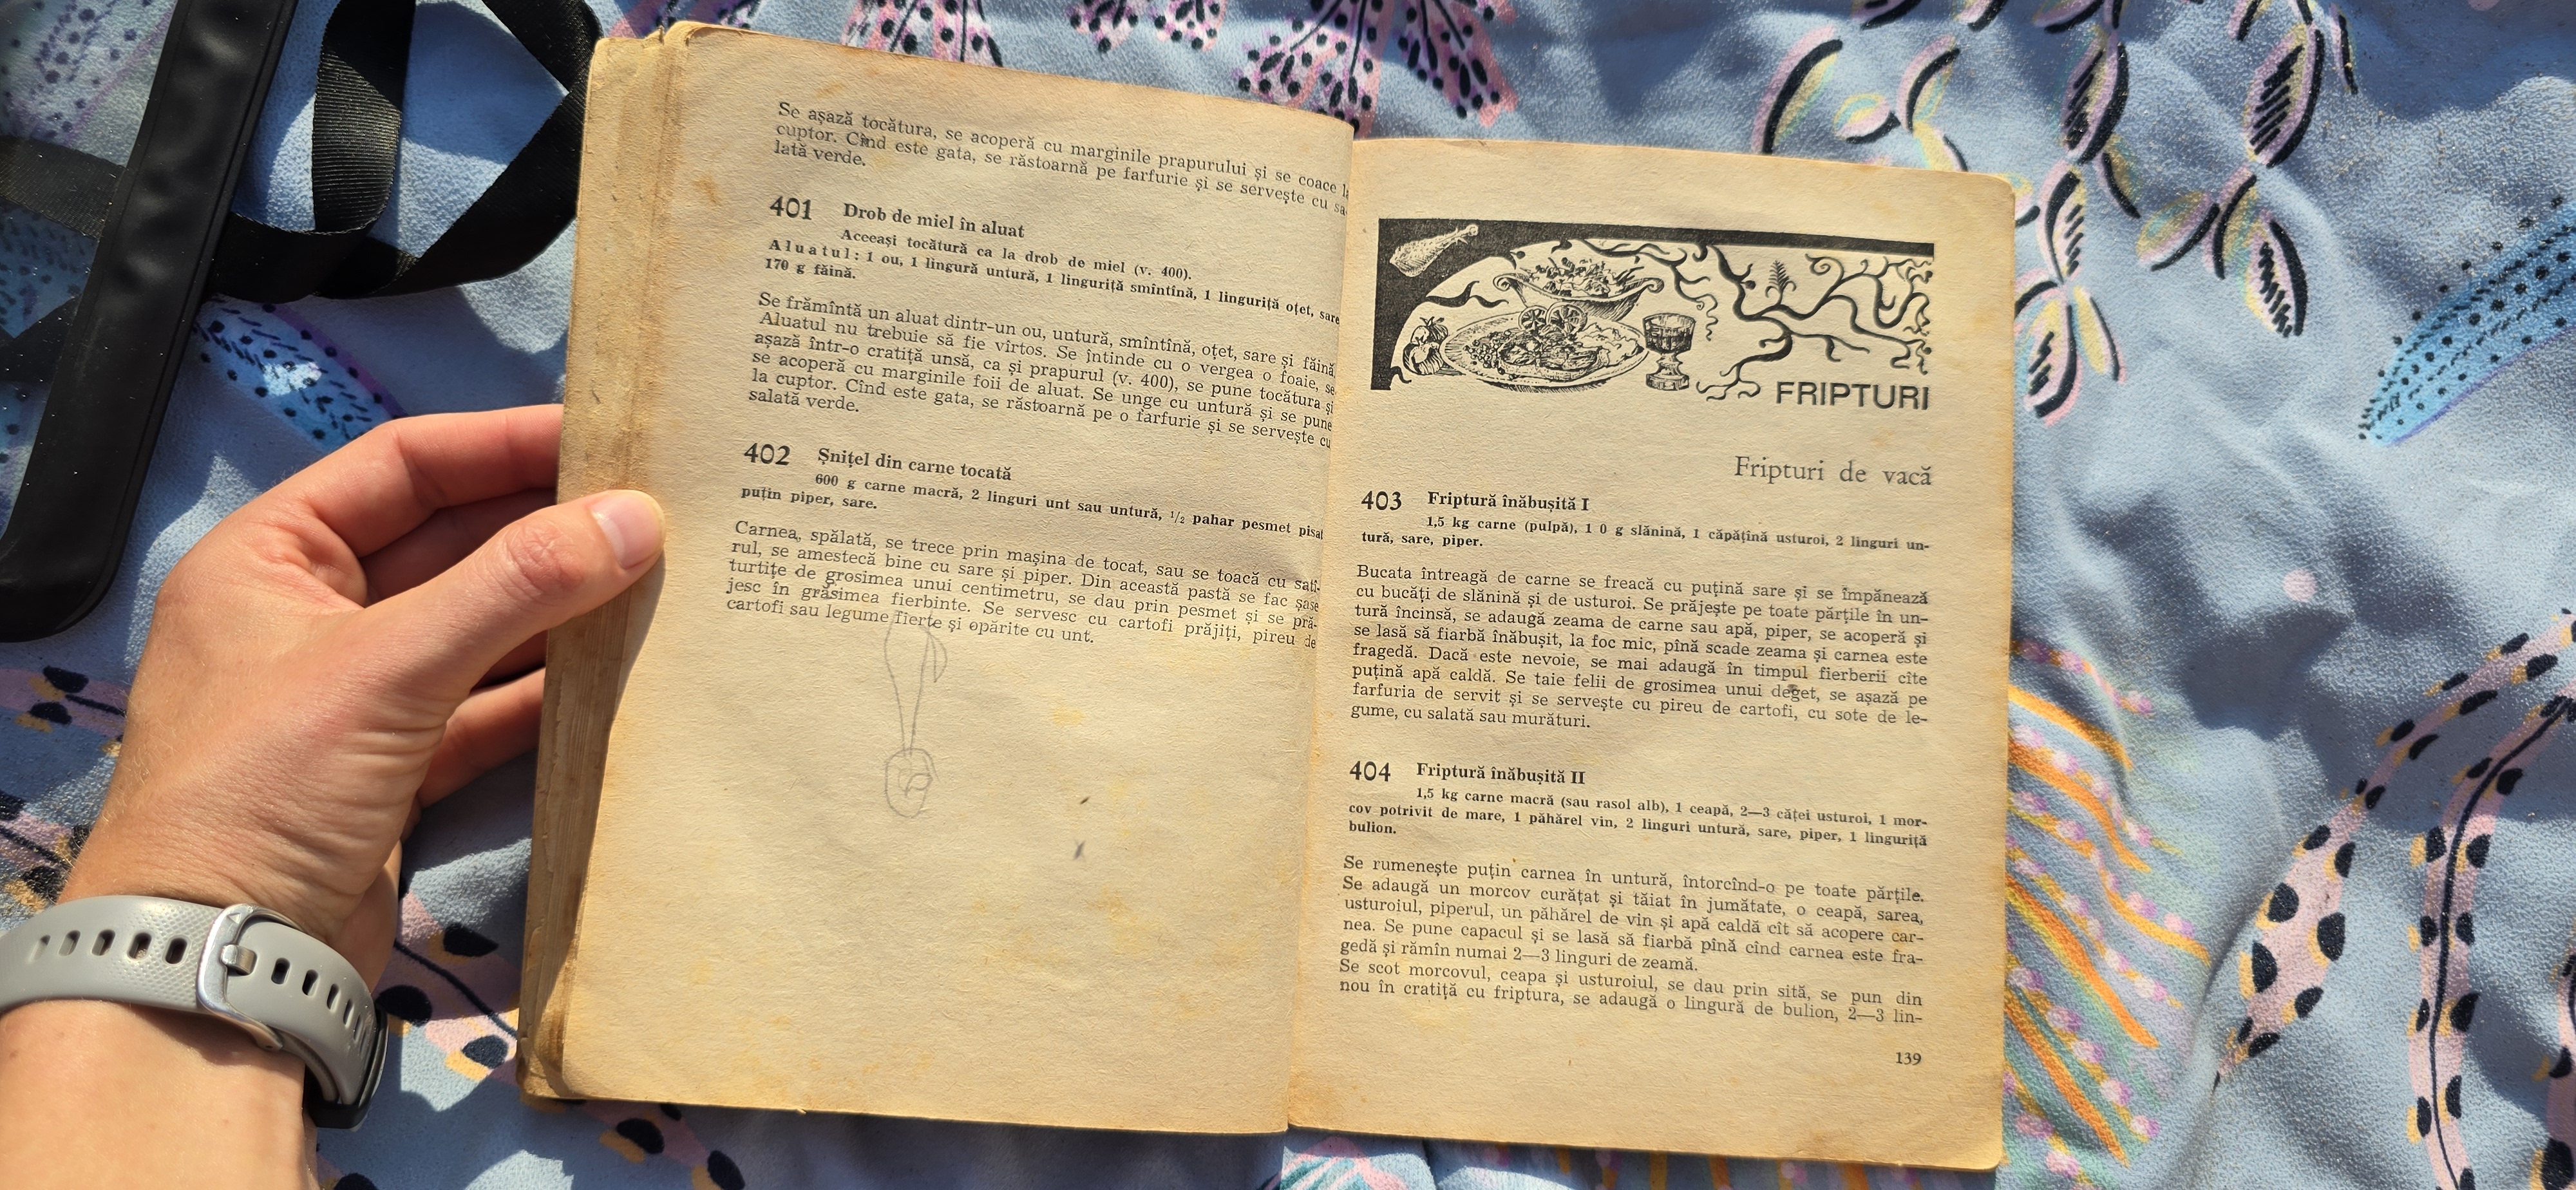 Se așază tocătura, se acoperă cu marginile prapurului și se coace
cuptor. Cînd este gata, se răstoarnă pe farfurie și se servește cu
lată verde.
401 Drob de miel în aluat
Aceeași tocătură ca la drob de miel (v. 400).
Aluatul: 1 ou, 1 lingură untură, 1 linguriță smîntînă, 1 linguriță oțet, sare
170 g făină.
Se frămîntă un aluat dintr-un ou, untură, smîntînă, oțet, sare și făină
Aluatul nu trebuie să fie vîrtos. Se întinde cu o vergea o foaie, se
așază într-o cratiță unsă, ca și prapurul (v. 400), se pune tocătura și
se acoperă cu marginile foii de aluat. Se unge cu untură și se pune
la cuptor. Cînd este gata, se răstoarnă pe o farfurie și se servește cu
salată verde.
402 Șnițel din carne tocată
600 g carne macră, 2 linguri unt sau untură, 1/2 pahar pesmet pisat
puțin piper, sare.
Carnea, spălată, se trece prin mașina de tocat, sau se toacă cu sati-
rul, se amestecă bine cu sare și piper. Din această pastă se fac șase
turtițe de grosimea unui centimetru, se dau prin pesmet și se pră-
jesc în grăsimea fierbinte. Se servesc cu cartofi prăjiți, pireu de
cartofi sau legume fierte și opărite cu unt.
FRIPTURI
Fripturi de vacă
403 Friptură înăbușită I
1,5 kg carne (pulpă), 1 0 g slănină, 1 căpățînă usturoi, 2 linguri un-
tură, sare, piper.
Bucata întreagă de carne se freacă cu puțină sare și se împănează
cu bucăți de slănină și de usturoi. Se prăjește pe toate părțile în un-
tură încinsă, se adaugă zeama de carne sau apă, piper, se acoperă și
se lasă să fiarbă înăbușit, la foc mic, pînă scade zeama și carnea este
fragedă. Dacă este nevoie, se mai adaugă în timpul fierberii cîte
puțină apă caldă. Se taie felii de grosimea unui deget, se așază pe
farfuria de servit și se servește cu pireu de cartofi, cu sote de le-
gume, cu salată sau murături.
404 Friptură înăbușită II
1,5 kg carne macră (sau rasol alb), 1 ceapă, 2—3 căței usturoi, 1 mor-
cov potrivit de mare, 1 păhărel vin, 2 linguri untură, sare, piper, 1 linguriță
bulion.
Se rumenește puțin carnea în untură, întorcînd-o pe toate părțile.
Se adaugă un morcov curățat și tăiat în jumătate, o ceapă, sarea,
usturoiul, piperul, un păhărel de vin și apă caldă cît să acopere car-
nea. Se pune capacul și se lasă să fiarbă pînă cînd carnea este fra-
gedă și rămîn numai 2—3 linguri de zeamă.
Se scot morcovul, ceapa și usturoiul, se dau prin sită, se pun din
nou în cratiță cu friptura, se adaugă o lingură de bulion, 2—3 lin-
139